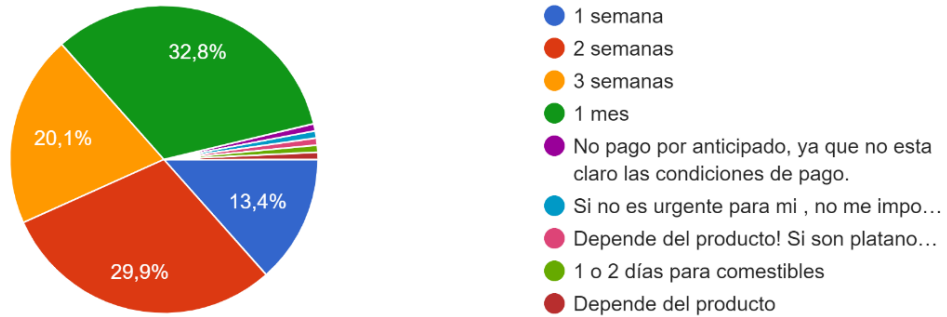 32,8%
20,1%
13,4%
29,9%
1 semana
2 semanas
3 semanas
1 mes
No pago por anticipado, ya que no esta
claro las condiciones de pago.
Si no es urgente para mi , no me impo…
Depende del producto! Si son platano…
1 o 2 días para comestibles
Depende del producto